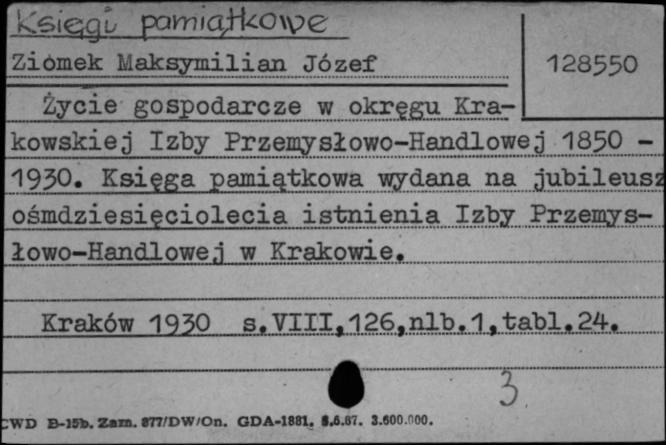 Księgi pamiątkowe
Ziomek Maksymilian Józef
128550
Życie gospodarcze w okręgu Kra-
kowskiej Izby Przemysłowo-Handlowej 1850 -
1930. Księga pamiątkowa wydana na jubileusz
ośmdziesięciolecia istnienia Izby Przemys-
łowo-Handlowej w Krakowie.
Kraków 1930 s.VIII,126,nlb.1,tabl.24.
3
CWD B-15b. Zam. 877/DW/On. GDA-1881. 8.6.67. 3.600.000.